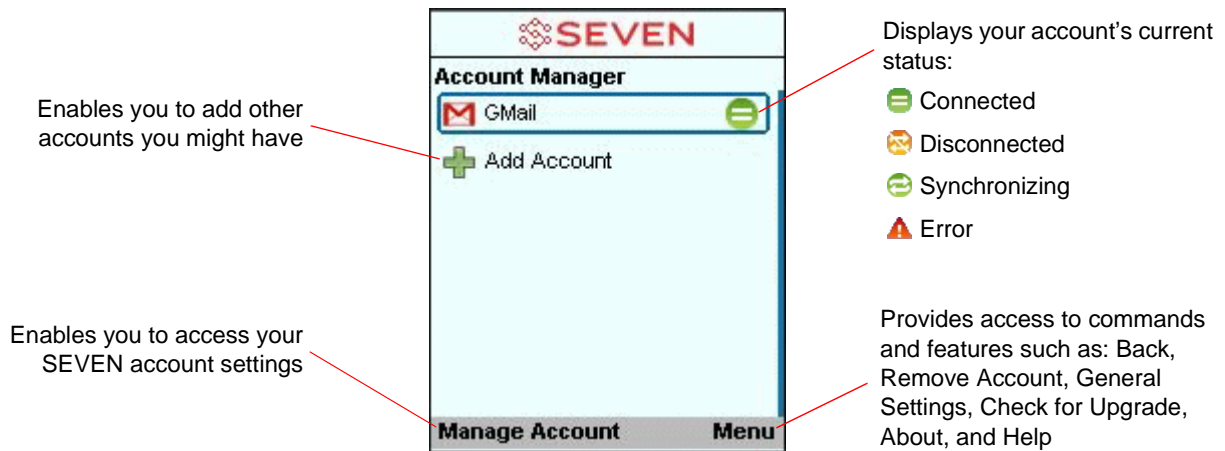 Enables you to add other
accounts you might have
Enables you to access your
SEVEN account settings
SEVEN
Account Manager
GMail
Add Account
Manage Account Menu
Displays your account's current
status:
Connected
Disconnected
Synchronizing
Error
Provides access to commands
and features such as: Back,
Remove Account, General
Settings, Check for Upgrade,
About, and Help